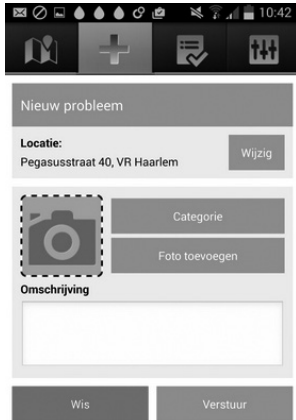 10:42
Nieuw probleem
Locatie:
Pegasusstraat 40, VR Haarlem
Wijzig
Categorie
Foto toevoegen
Omschrijving
Wis
Verstuur